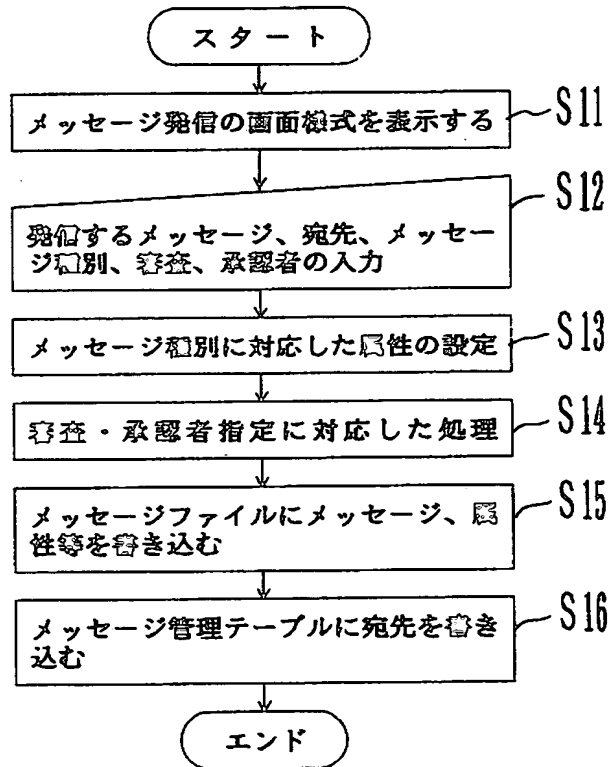 スタート
メッセージ発信の画面様式を表示する
S11
発信するメッセージ、宛先、メッセー
ジ種別、審査、承認者の入力
S12
メッセージ種別に対応した属性の設定
S13
審査・承認者指定に対応した処理
S14
メッセージファイルにメッセージ、属
性等を書き込む
S15
メッセージ管理テーブルに宛先を書き
込む
S16
エンド